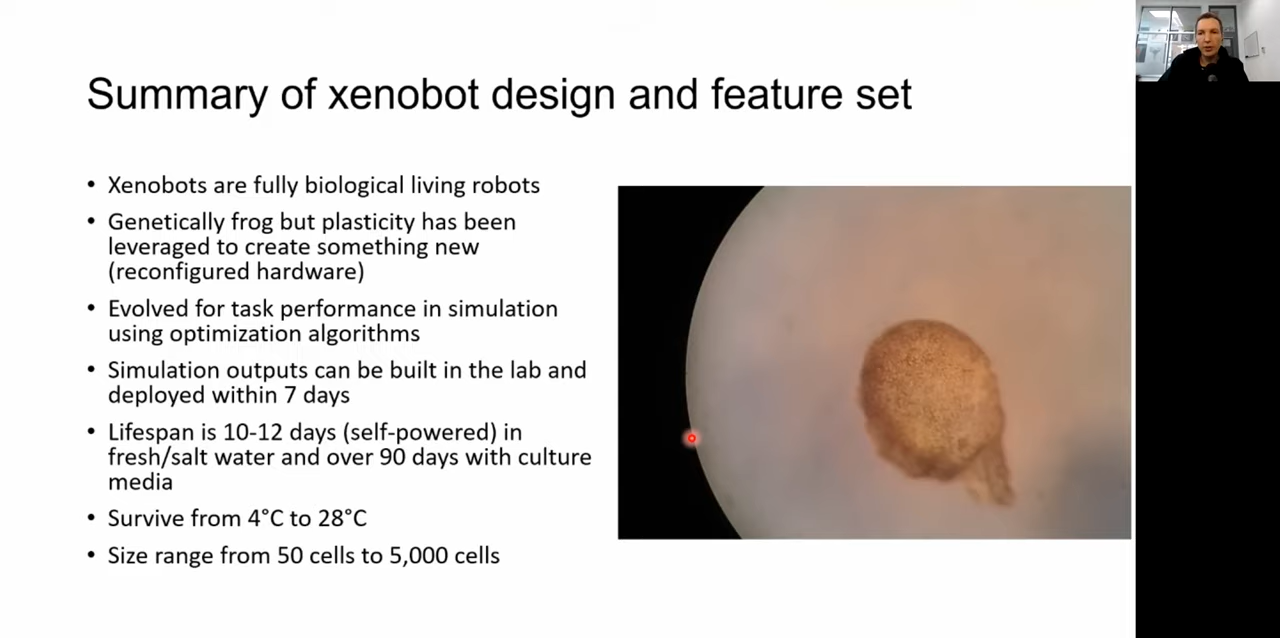 Summary of xenobot design and feature set
• Xenobots are fully biological living robots
• Genetically frog but plasticity has been
leveraged to create something new
(reconfigured hardware)
• Evolved for task performance in simulation
using optimization algorithms
• Simulation outputs can be built in the lab and
deployed within 7 days
• Lifespan is 10-12 days (self-powered) in
fresh/salt water and over 90 days with culture
media
• Survive from 4°C to 28°C
• Size range from 50 cells to 5,000 cells